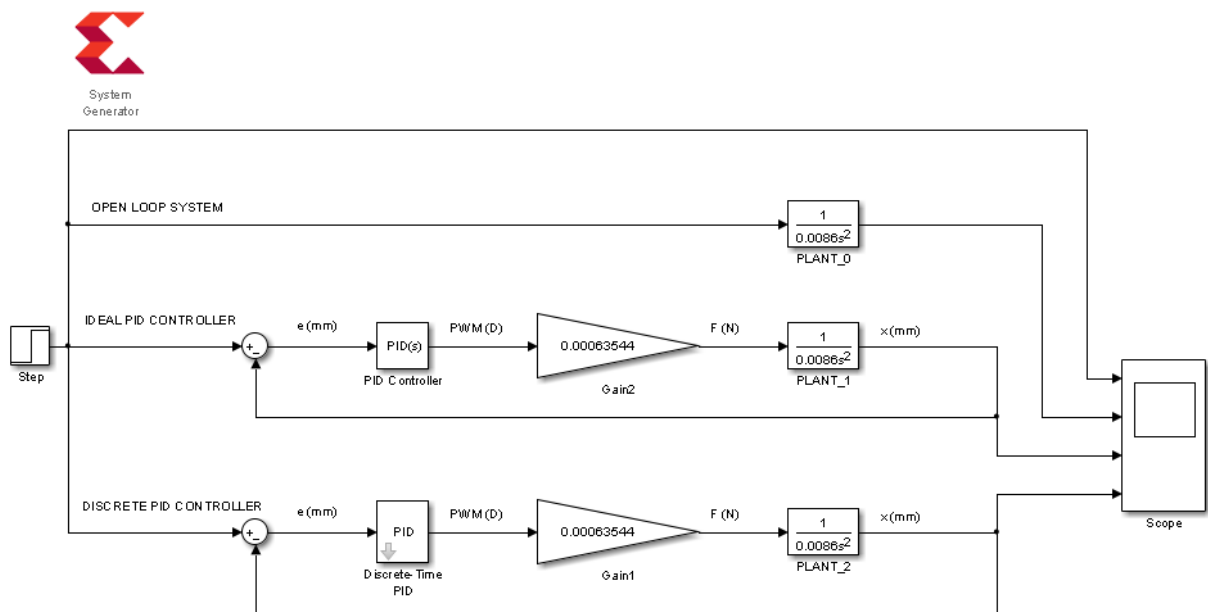 System
Generator
OPEN LOOP SYSTEM
1
0.0086s2
PLANT_0
IDEAL PID CONTROLLER
e(mm)
PWM(D)
F (N)
x(mm)
Step
+
−
PID(s)
PID Controller
0.00063544
Gain2
1
0.0086s2
PLANT_1
DISCRETE PID CONTROLLER
e(mm)
PWM(D)
F (N)
x(mm)
Scope
+
−
PID
Discrete-Time
PID
0.00063544
Gain1
1
0.0086s2
PLANT_2